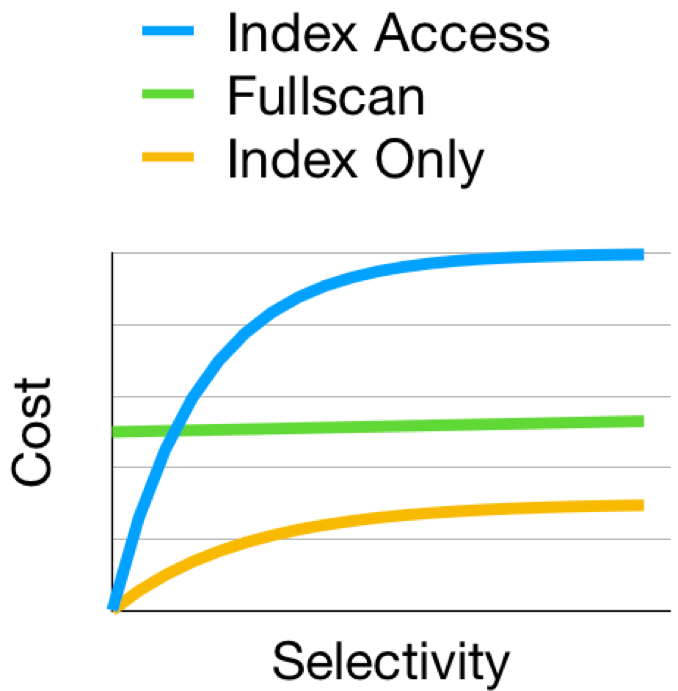 Index Access
Fullscan
Index Only
Cost
Selectivity